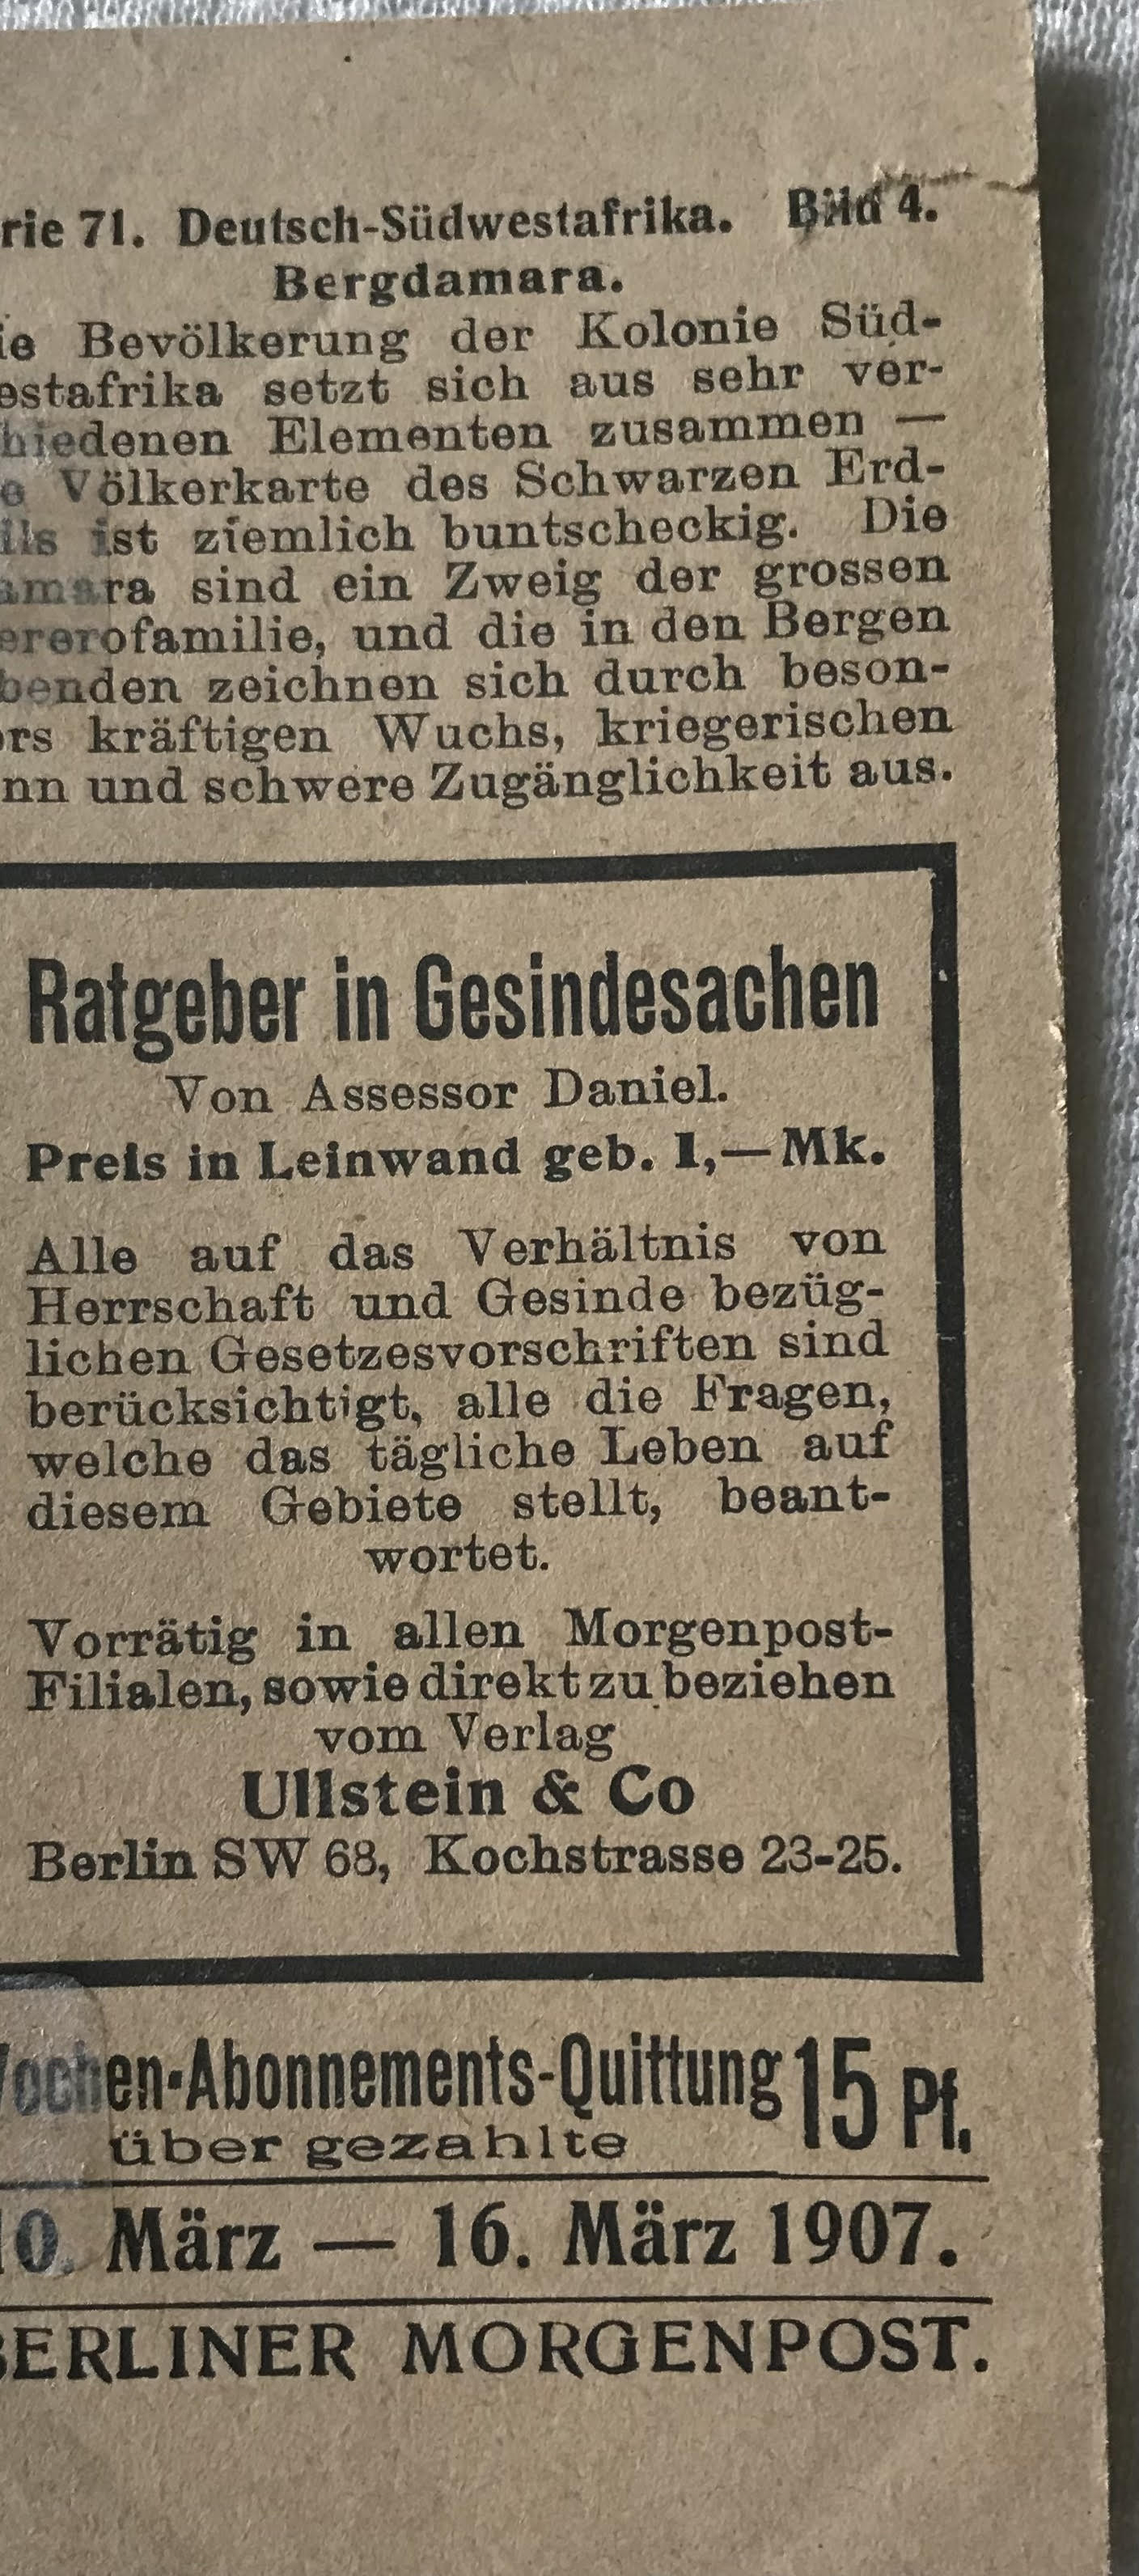 rie 71. Deutsch-Südwestafrika. Bild 4.
Bergdamara.
ie Bevölkerung der Kolonie Süd-
estafrika setzt sich aus sehr ver-
hiedenen Elementen zusammen —
e Völkerkarte des Schwarzen Erd-
ils ist ziemlich buntscheckig. Die
amara sind ein Zweig der grossen
ererofamilie, und die in den Bergen
benden zeichnen sich durch beson-
rs kräftigen Wuchs, kriegerischen
nn und schwere Zugänglichkeit aus.
Ratgeber in Gesindesachen
Von Assessor Daniel.
Preis in Leinwand geb. 1,— Mk.
Alle auf das Verhältnis von
Herrschaft und Gesinde bezüg-
lichen Gesetzesvorschriften sind
berücksichtigt, alle die Fragen,
welche das tägliche Leben auf
diesem Gebiete stellt, beant-
wortet.
Vorrätig in allen Morgenpost-
Filialen, sowie direkt zu beziehen
vom Verlag
Ullstein & Co
Berlin SW 68, Kochstrasse 23-25.
Wochen-Abonnements-Quittung 15 Pf.
über gezahlte
10. März — 16. März 1907.
BERLINER MORGENPOST.